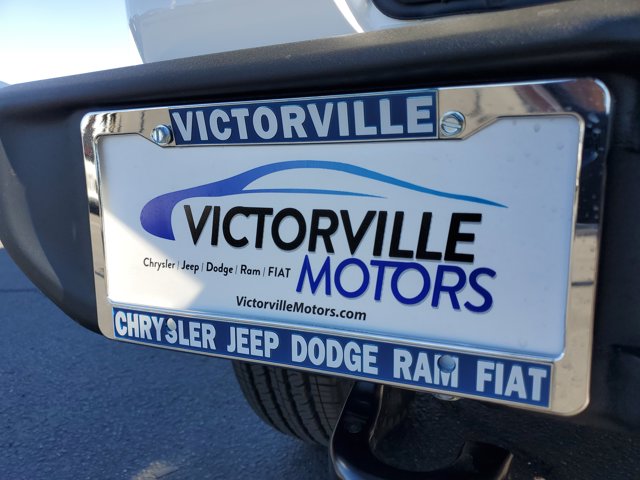 VICTORVILLE
VICTORVILLE
Chrysler | Jeep | Dodge | Ram | FIAT
MOTORS
VictorvilleMotors.com
CHRYSLER JEEP DODGE RAM FIAT